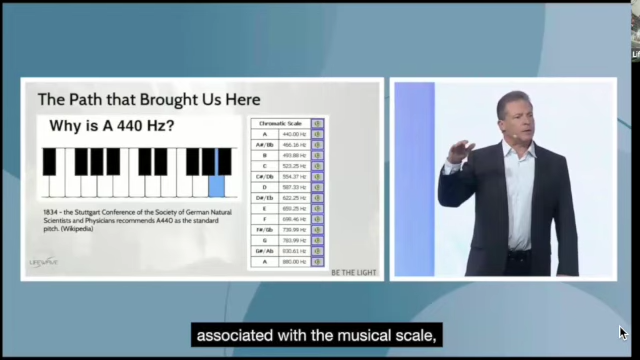 The Path that Brought Us Here
Why is A 440 Hz?
1834 - the Stuttgart Conference of the Society of German Natural
Scientists and Physicians recommends A440 as the standard
pitch. (Wikipedia)
Chromatic Scale
A 440.00 Hz
A#/Bb 466.16 Hz
B 493.88 Hz
C 523.25 Hz
C#/Db 554.37 Hz
D 587.33 Hz
D#/Eb 622.25 Hz
E 659.25 Hz
F 698.46 Hz
F#/Gb 739.99 Hz
G 783.99 Hz
G#/Ab 830.61 Hz
A 880.00 Hz
LIFEWAVE
BE THE LIGHT
associated with the musical scale,